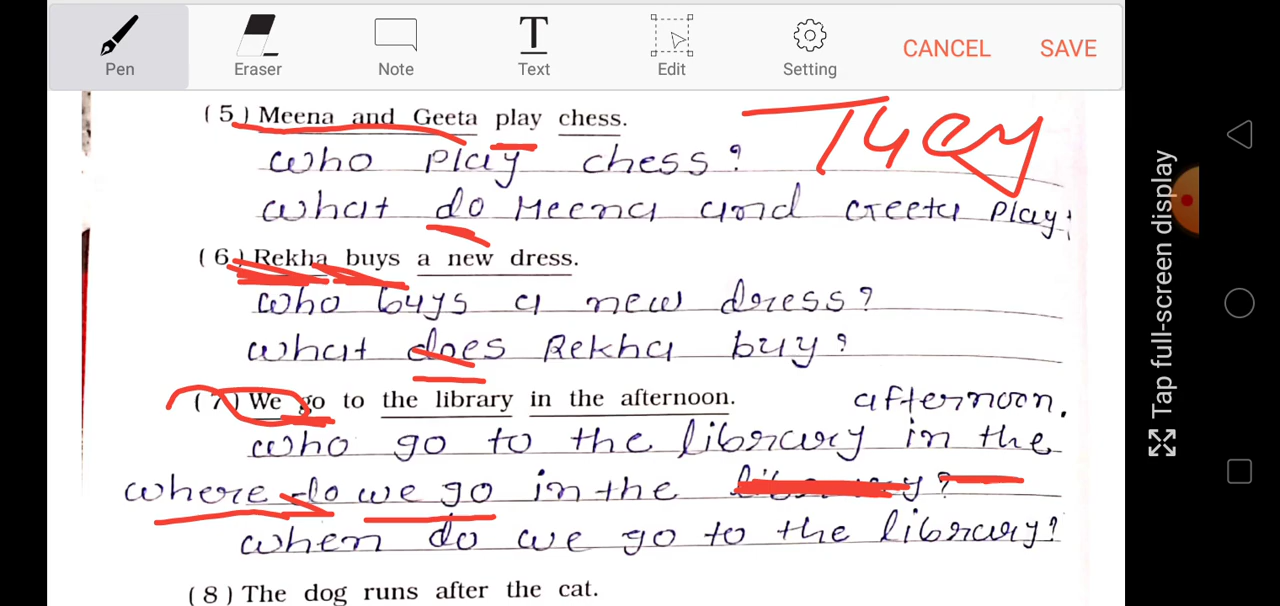 Pen Eraser Note Text Edit Setting CANCEL SAVE
(5) Meena and Geeta play chess.
They
who play chess?
what do Meena and Geeta play?
(6) Rekha buys a new dress.
who buys a new dress?
what does Rekha buy?
(7) We go to the library in the afternoon.
afternoon.
who go to the library in the
where do we go in the library?
when do we go to the library?
(8) The dog runs after the cat.
Tap full-screen display